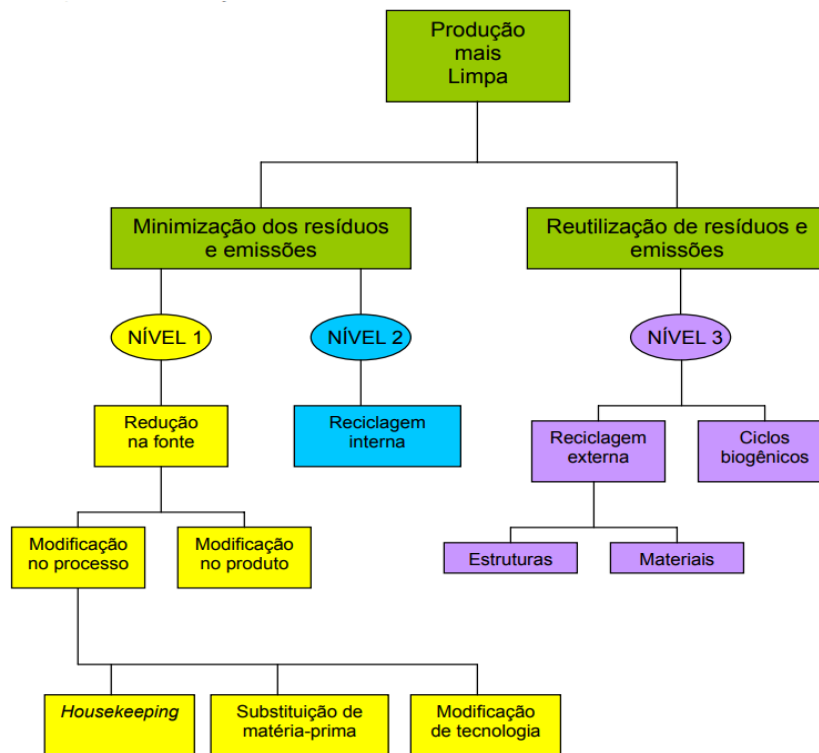 Produção
mais
Limpa
Minimização dos resíduos
e emissões
Reutilização de resíduos e
emissões
NÍVEL 1
NÍVEL 2
NÍVEL 3
Redução
na fonte
Reciclagem
interna
Reciclagem
externa
Ciclos
biogênicos
Modificação
no processo
Modificação
no produto
Estruturas
Materiais
Housekeeping
Substituição de
matéria-prima
Modificação
de tecnologia